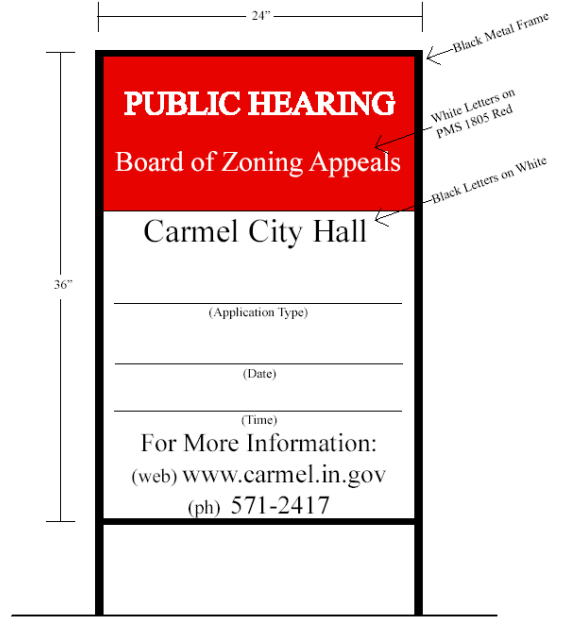 24”
Black Metal Frame
White Letters on
PMS 1805 Red
PUBLIC HEARING
Board of Zoning Appeals
Black Letters on White
Carmel City Hall
36”
(Application Type)
(Date)
(Time)
For More Information:
(web) www.carmel.in.gov
(ph) 571-2417